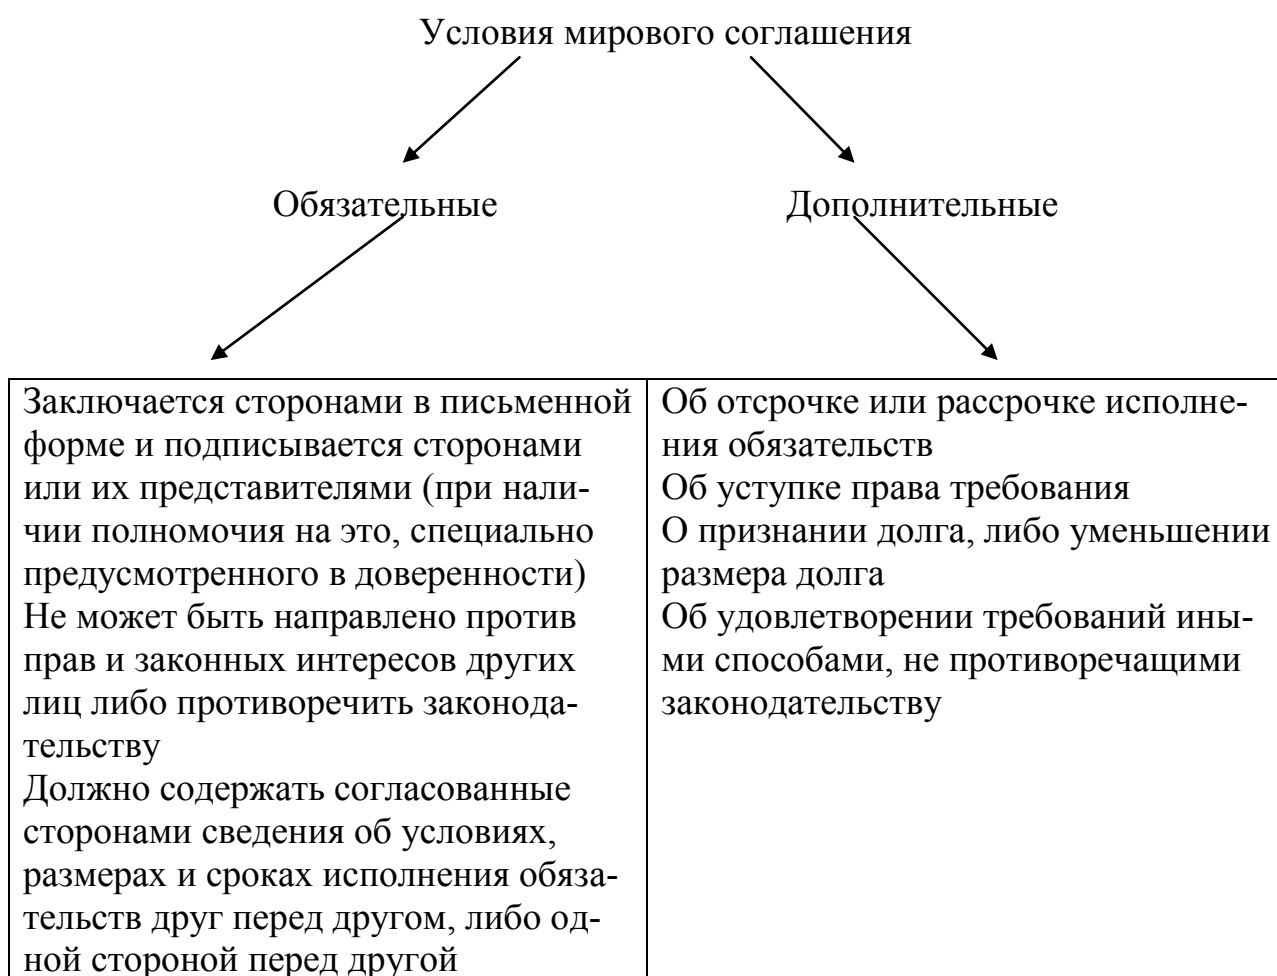 Условия мирового соглашения
Обязательные
Дополнительные
Заключается сторонами в письменной
форме и подписывается сторонами
или их представителями (при нали-
чии полномочия на это, специально
предусмотренного в доверенности)
Не может быть направлено против
прав и законных интересов других
лиц либо противоречить законода-
тельству
Должно содержать согласованные
сторонами сведения об условиях,
размерах и сроках исполнения обяза-
тельств друг перед другом, либо од-
ной стороной перед другой
Об отсрочке или рассрочке исполне-
ния обязательств
Об уступке права требования
О признании долга, либо уменьшении
размера долга
Об удовлетворении требований ины-
ми способами, не противоречащими
законодательству